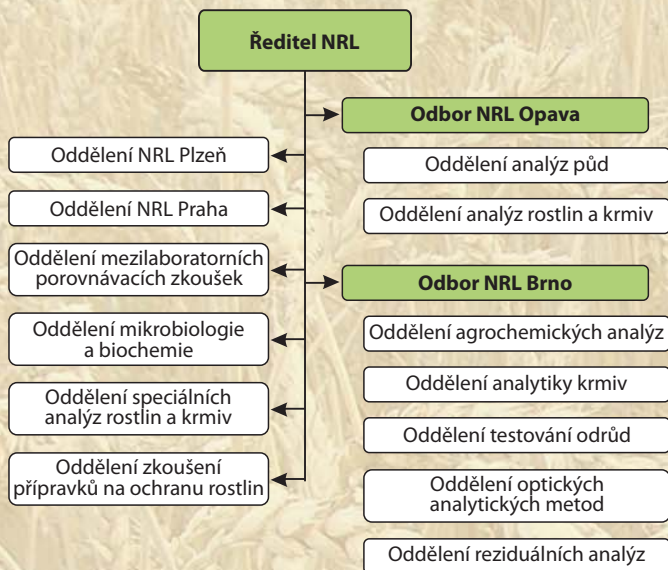 Ředitel NRL
Oddělení NRL Plzeň
Oddělení NRL Praha
Oddělení mezilaboratorních
porovnávacích zkoušek
Oddělení mikrobiologie
a biochemie
Oddělení speciálních
analýz rostlin a krmiv
Oddělení zkoušení
přípravků na ochranu rostlin
Odbor NRL Opava
Oddělení analýz půd
Oddělení analýz rostlin a krmiv
Odbor NRL Brno
Oddělení agrochemických analýz
Oddělení analytiky krmiv
Oddělení testování odrůd
Oddělení optických
analytických metod
Oddělení reziduálních analýz